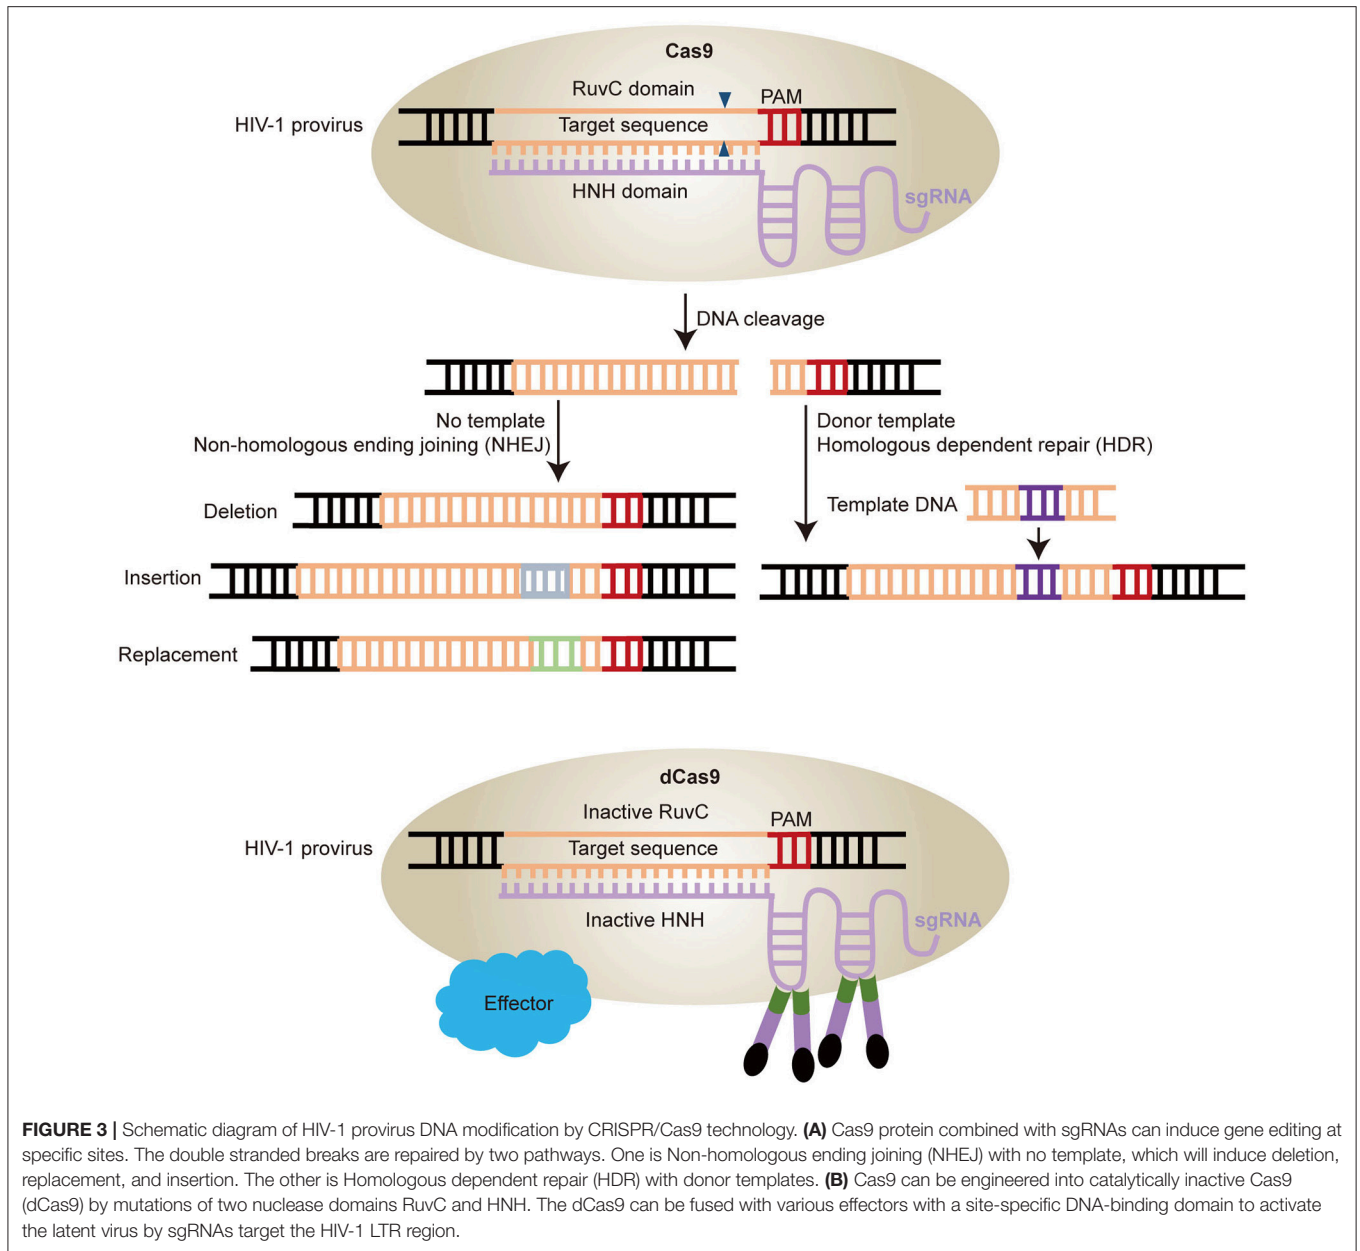 Cas9
RuvC domain
PAM
HIV-1 provirus
Target sequence
HNH domain
sgRNA
DNA cleavage
No template
Non-homologous ending joining (NHEJ)
Donor template
Homologous dependent repair (HDR)
Deletion
Template DNA
Insertion
Replacement
dCas9
Inactive RuvC
PAM
HIV-1 provirus
Target sequence
Inactive HNH
sgRNA
Effector
FIGURE 3 | Schematic diagram of HIV-1 provirus DNA modification by CRISPR/Cas9 technology. (A) Cas9 protein combined with sgRNAs can induce gene editing at
specific sites. The double stranded breaks are repaired by two pathways. One is Non-homologous ending joining (NHEJ) with no template, which will induce deletion,
replacement, and insertion. The other is Homologous dependent repair (HDR) with donor templates. (B) Cas9 can be engineered into catalytically inactive Cas9
(dCas9) by mutations of two nuclease domains RuvC and HNH. The dCas9 can be fused with various effectors with a site-specific DNA-binding domain to activate
the latent virus by sgRNAs target the HIV-1 LTR region.